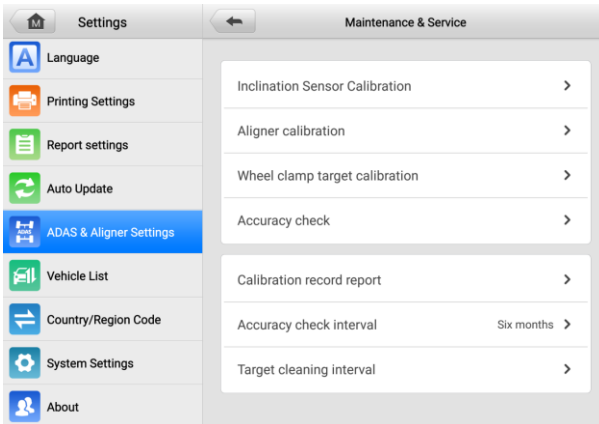 M
Settings
Maintenance & Service
A
Language
Printing Settings
Report settings
Auto Update
ADAS
ADAS & Aligner Settings
Vehicle List
Country/Region Code
System Settings
About
Inclination Sensor Calibration
Aligner calibration
Wheel clamp target calibration
Accuracy check
Calibration record report
Accuracy check interval Six months
Target cleaning interval